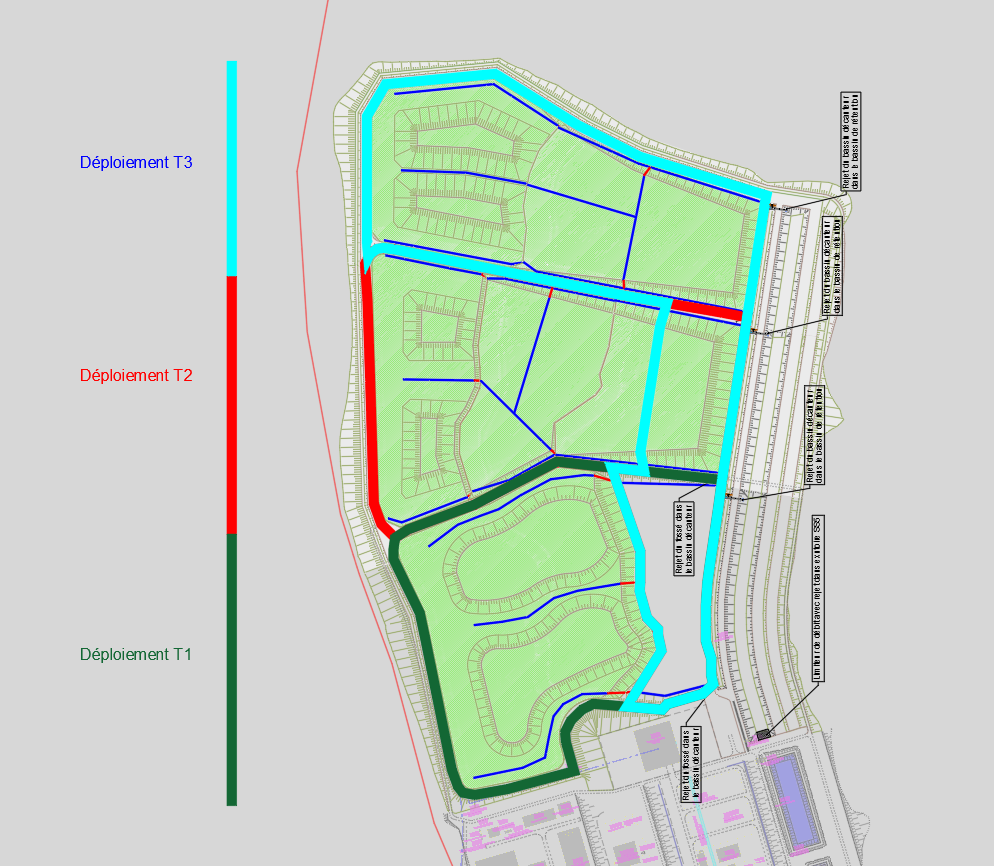 Déploiement T3
Déploiement T2
Déploiement T1
Rejet du bassin décanteur
dans le bassin de rétention
Rejet du bassin décanteur
dans le bassin de rétention
Rejet du bassin décanteur
dans le bassin de rétention
Rejet du fossé dans
le bassin décanteur
Limiteur de débit avec rejet dans exutoire SS5
Rejet du fossé dans
le bassin décanteur